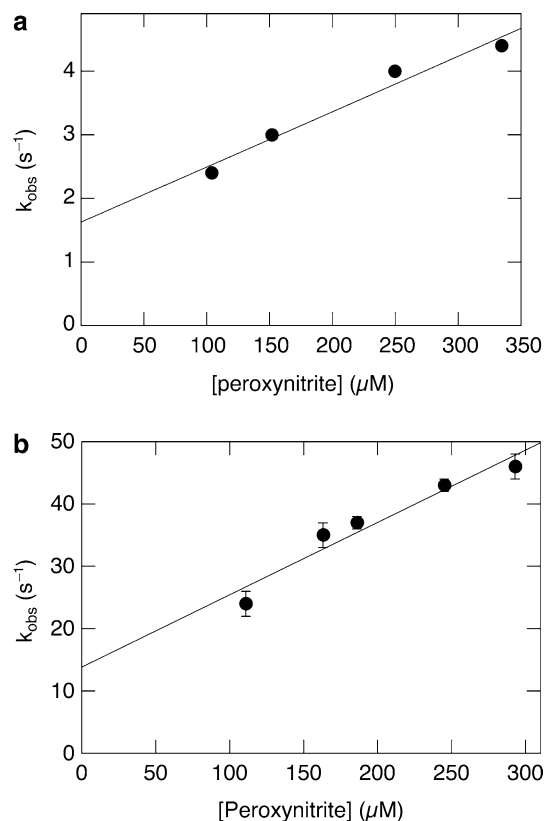 a
4
3
2
1
0
k_obs (s⁻¹)
0 50 100 150 200 250 300 350
[peroxynitrite] (µM)
b
50
40
30
20
10
0
k_obs (s⁻¹)
0 50 100 150 200 250 300
[Peroxynitrite] (µM)